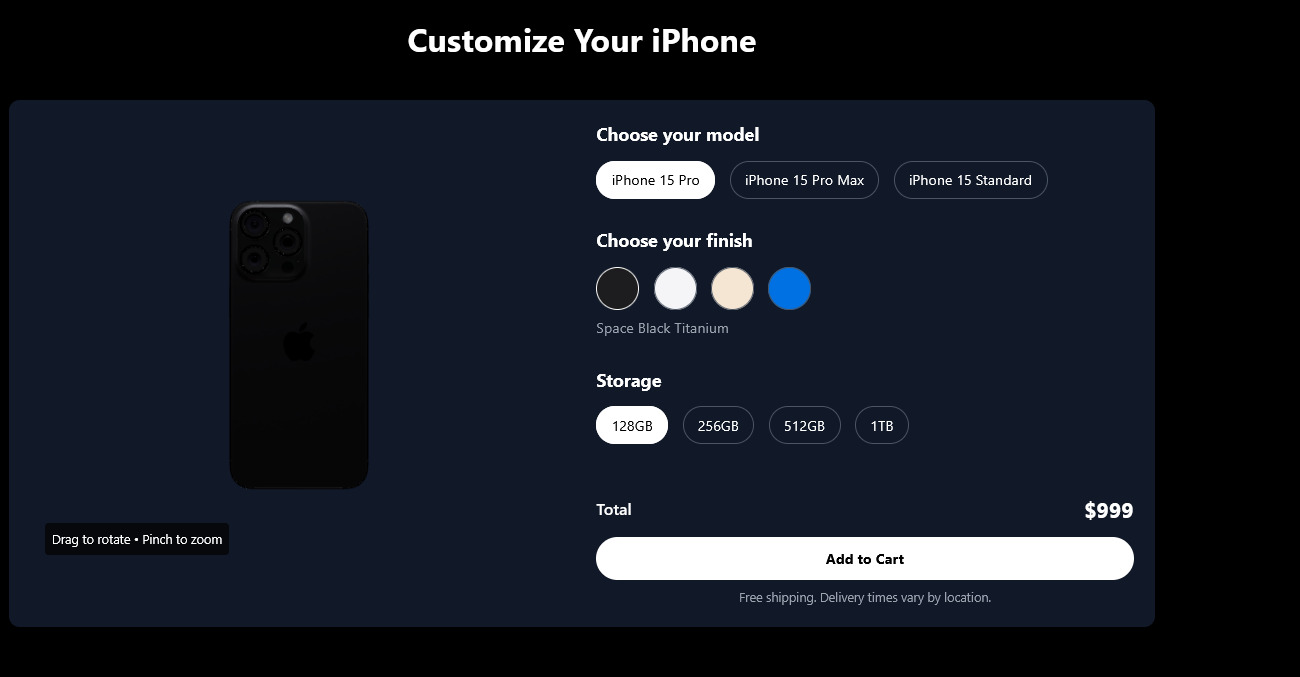 Customize Your iPhone
Choose your model
iPhone 15 Pro
iPhone 15 Pro Max
iPhone 15 Standard
Choose your finish
Space Black Titanium
Storage
128GB
256GB
512GB
1TB
Drag to rotate • Pinch to zoom
Total
$999
Add to Cart
Free shipping. Delivery times vary by location.